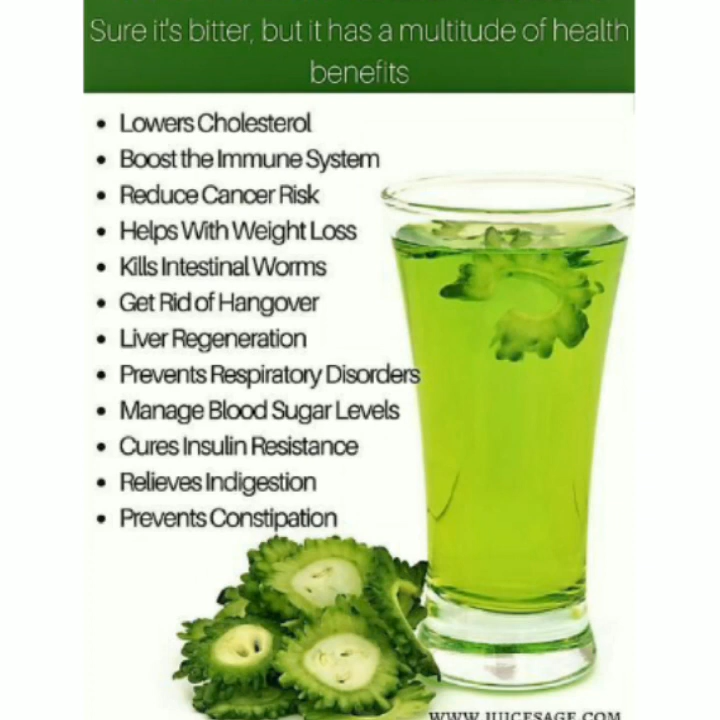 Sure it's bitter, but it has a multitude of health
benefits
• Lowers Cholesterol
• Boost the Immune System
• Reduce Cancer Risk
• Helps With Weight Loss
• Kills Intestinal Worms
• Get Rid of Hangover
• Liver Regeneration
• Prevents Respiratory Disorders
• Manage Blood Sugar Levels
• Cures Insulin Resistance
• Relieves Indigestion
• Prevents Constipation
WWW.JUICESAGE.COM